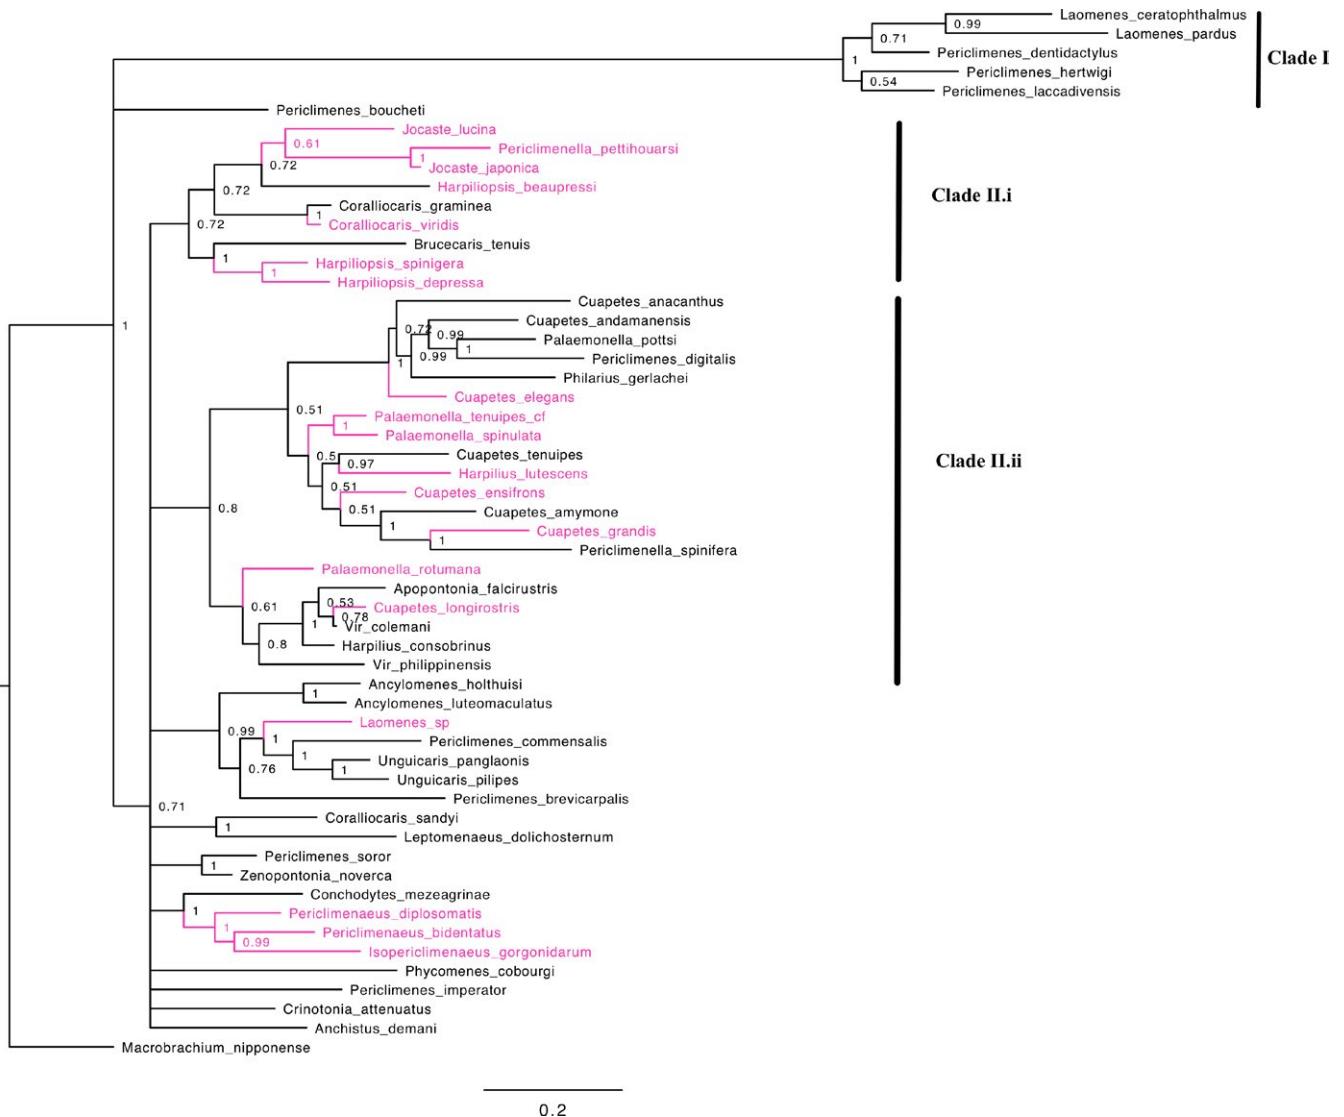 Laomenes_ceratophthalmus
0.99
Laomenes_pardus
0.71
Periclimenes_dentidactylus
1
Clade I
Periclimenes_hertwigi
0.54
Periclimenes_laccadivensis
Periclimenes_boucheti
Jocaste_lucina
0.61
Periclimenella_pettihouarsi
1
0.72
Jocaste_japonica
Harpiliopsis_beaupressi
0.72
Clade II.i
Coralliocaris_graminea
1
0.72
Coralliocaris_viridis
Brucecaris_tenuis
1
Harpiliopsis_spinigera
1
Harpiliopsis_depressa
Cuapetes_anacanthus
Cuapetes_andamanensis
1
0.72
0.99
Palaemonella_pottsi
1
0.99
Periclimenes_digitalis
1
Philarius_gerlachei
Cuapetes_elegans
0.51
Palaemonella_tenuipes_cf
1
Palaemonella_spinulata
0.5
Cuapetes_tenuipes
0.97
Clade II.ii
Harpilius_lutescens
0.51
Cuapetes_ensifrons
0.8
0.51
Cuapetes_amymone
1
Cuapetes_grandis
1
Periclimenella_spinifera
Palaemonella_rotumana
Apopontonia_falcirustris
0.61
0.53
Cuapetes_longirostris
0.78
1
Vir_colemani
0.8
Harpilius_consobrinus
Vir_philippinensis
Ancylomenes_holthuisi
1
Ancylomenes_luteomaculatus
Laomenes_sp
0.99
1
Periclimenes_commensalis
1
Unguicaris_panglaonis
0.76
1
Unguicaris_pilipes
Periclimenes_brevicarpalis
0.71
Coralliocaris_sandyi
1
Leptomenaeus_dolichosternum
Periclimenes_soror
1
Zenopontonia_noverca
Conchodytes_mezeagrinae
1
Periclimenaeus_diplosomatis
1
Periclimenaeus_bidentatus
0.99
Isopericlimenaeus_gorgonidarum
Phycomenes_cobourgi
Periclimenes_imperator
Crinotonia_attenuatus
Anchistus_demani
Macrobrachium_nipponense
0.2